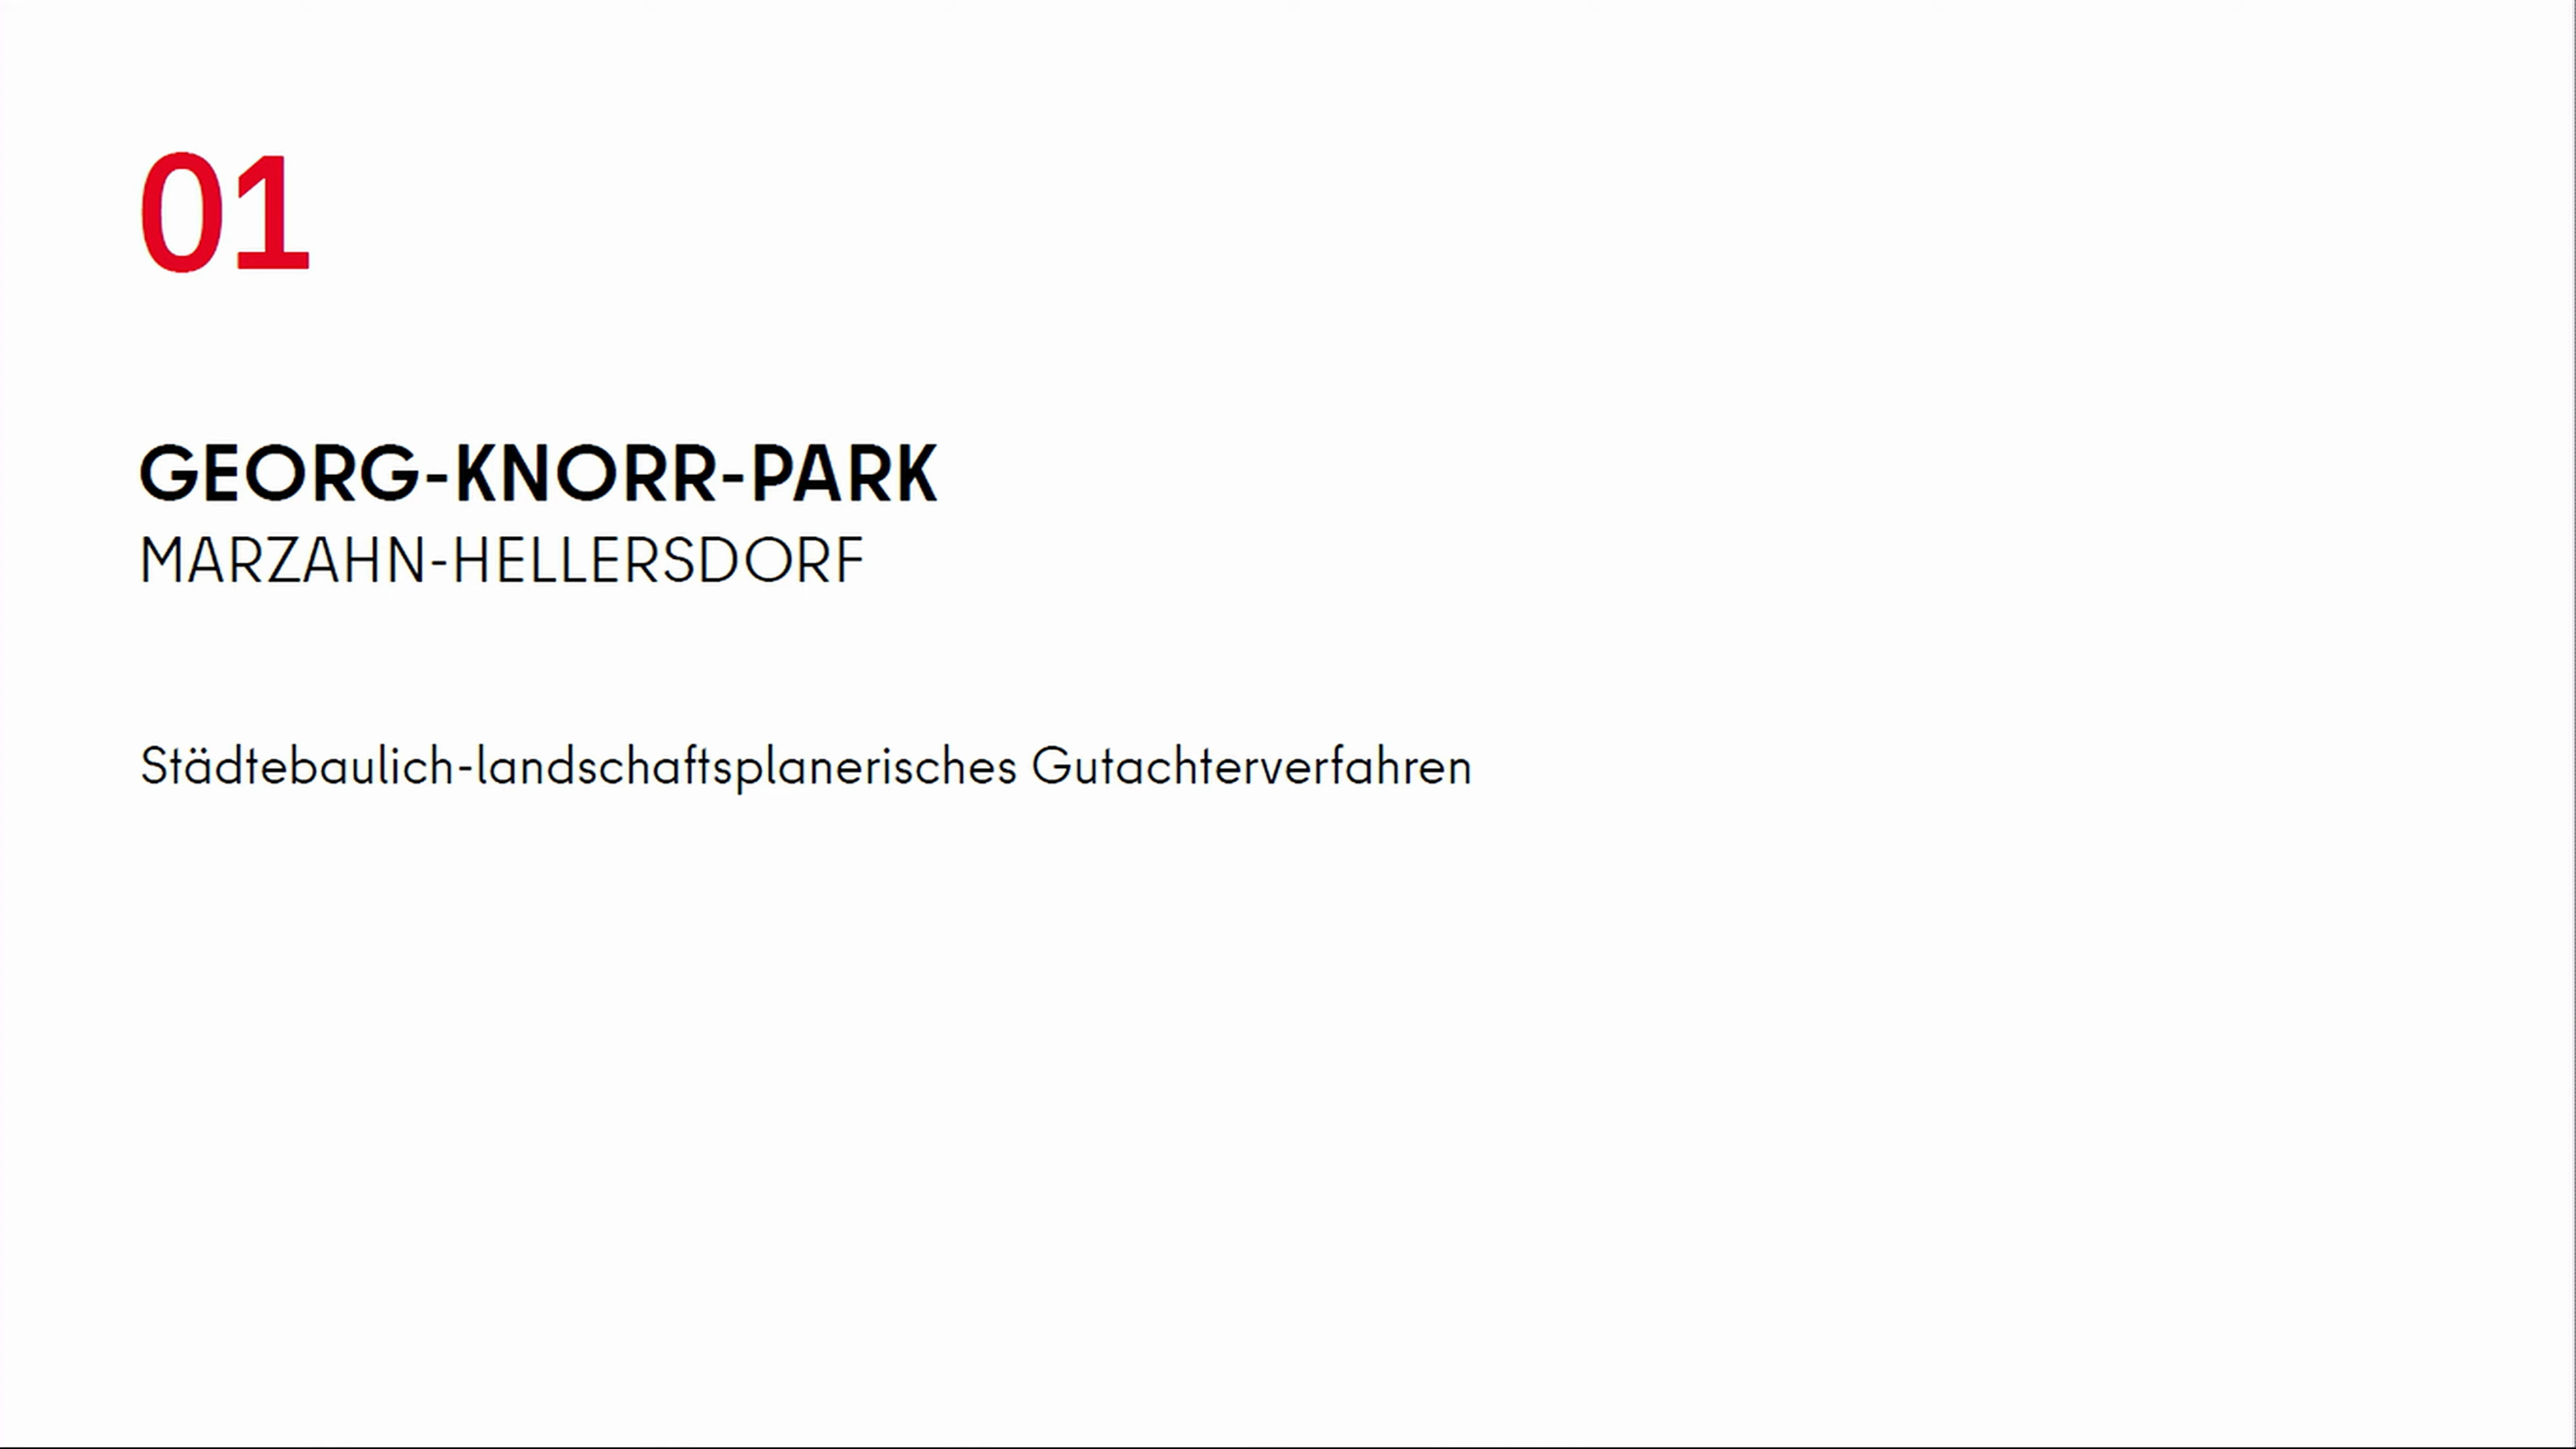 01
GEORG-KNORR-PARK
MARZAHN-HELLERSDORF
Städtebaulich-landschaftsplanerisches Gutachterverfahren